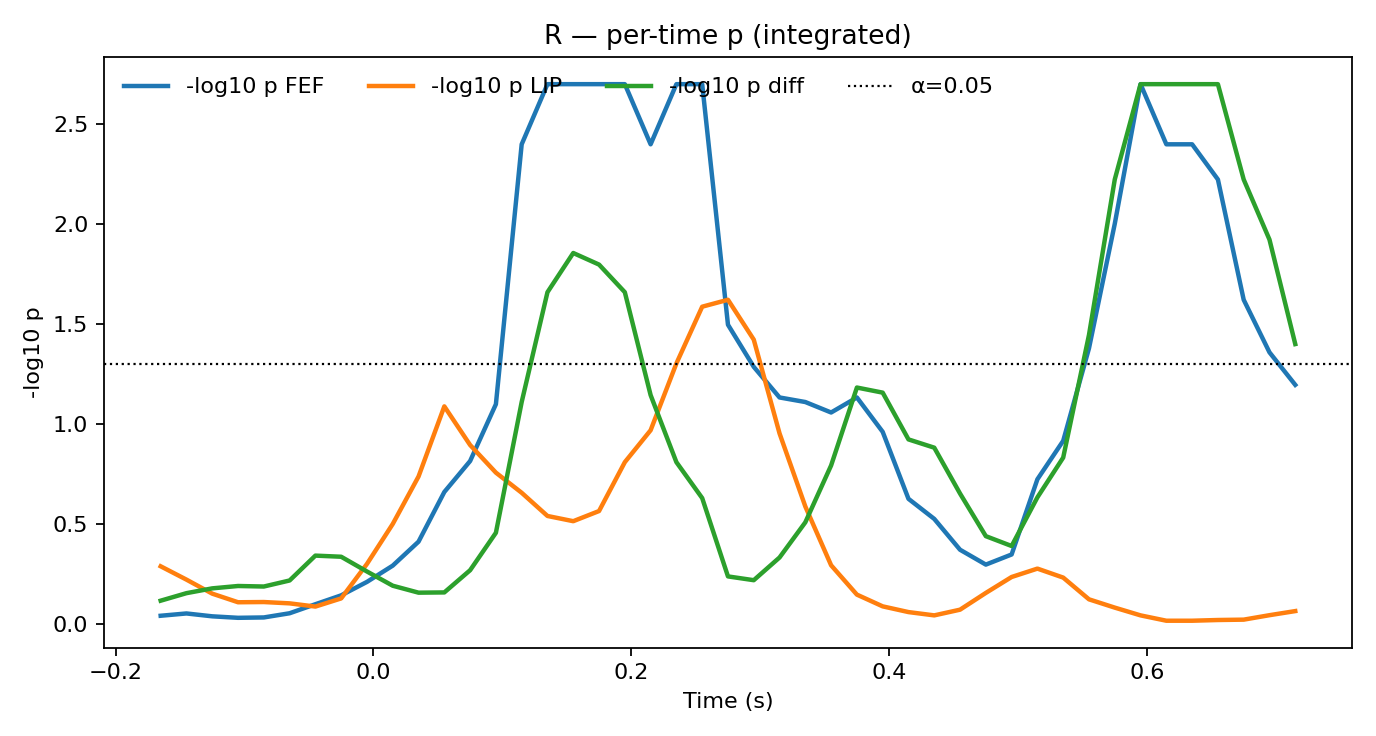 R — per-time p (integrated)
-log10 p FEF -log10 p LIP -log10 p diff α=0.05
2.5
2.0
1.5
1.0
0.5
0.0
-log10 p
−0.2 0.0 0.2 0.4 0.6
Time (s)